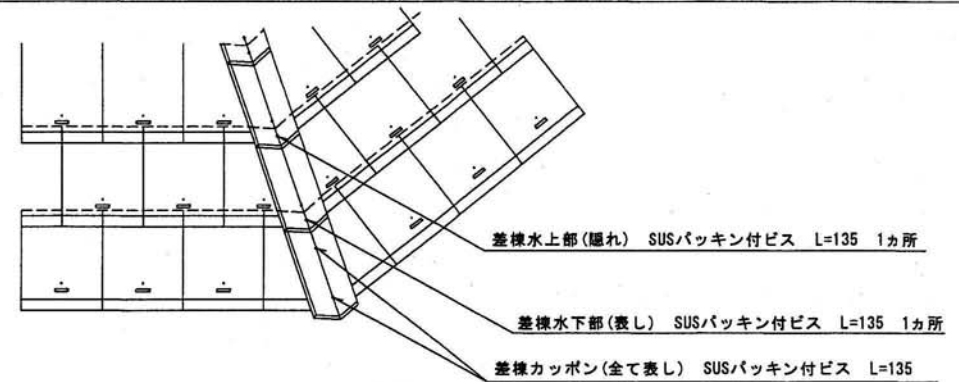 差棟水上部(隠れ) SUSパッキン付ビス L=135 1ヵ所
差棟水下部(表し) SUSパッキン付ビス L=135 1ヵ所
差棟カッポン(全て表し) SUSパッキン付ビス L=135